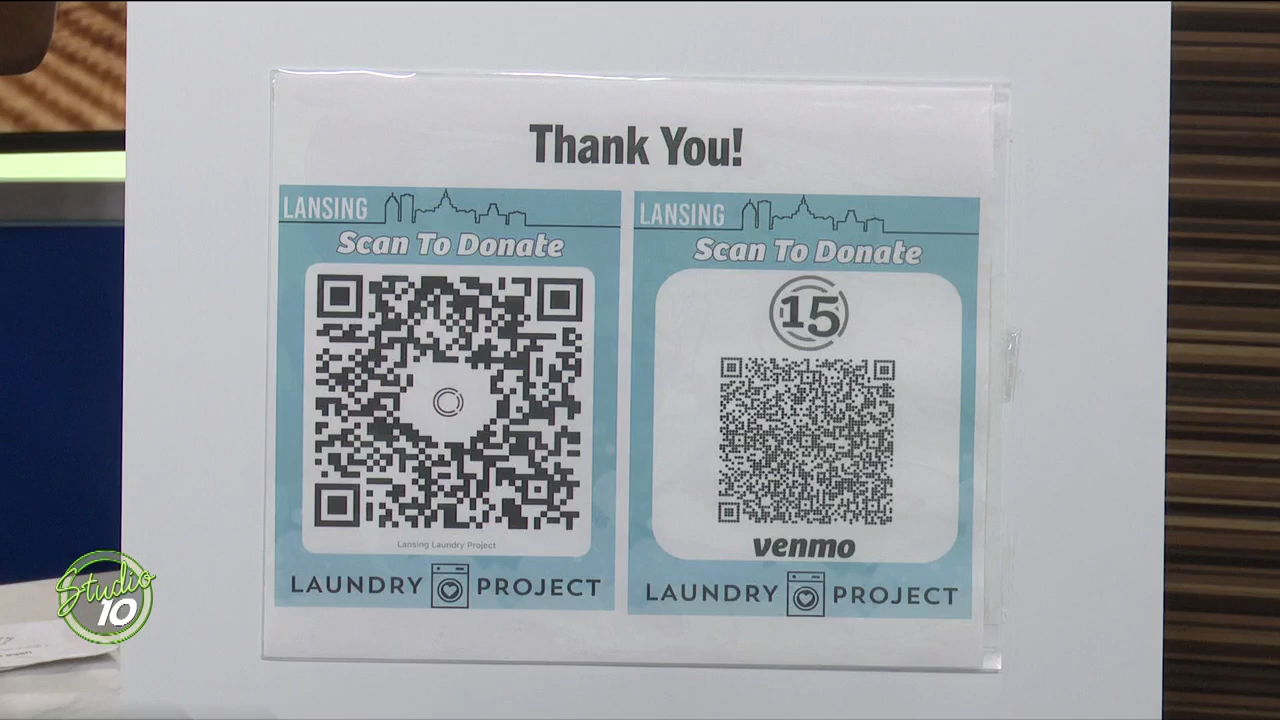 Thank You!
LANSING
Scan To Donate
Lansing Laundry Project
LAUNDRY PROJECT
LANSING
Scan To Donate
15
venmo
LAUNDRY PROJECT
Studio
10